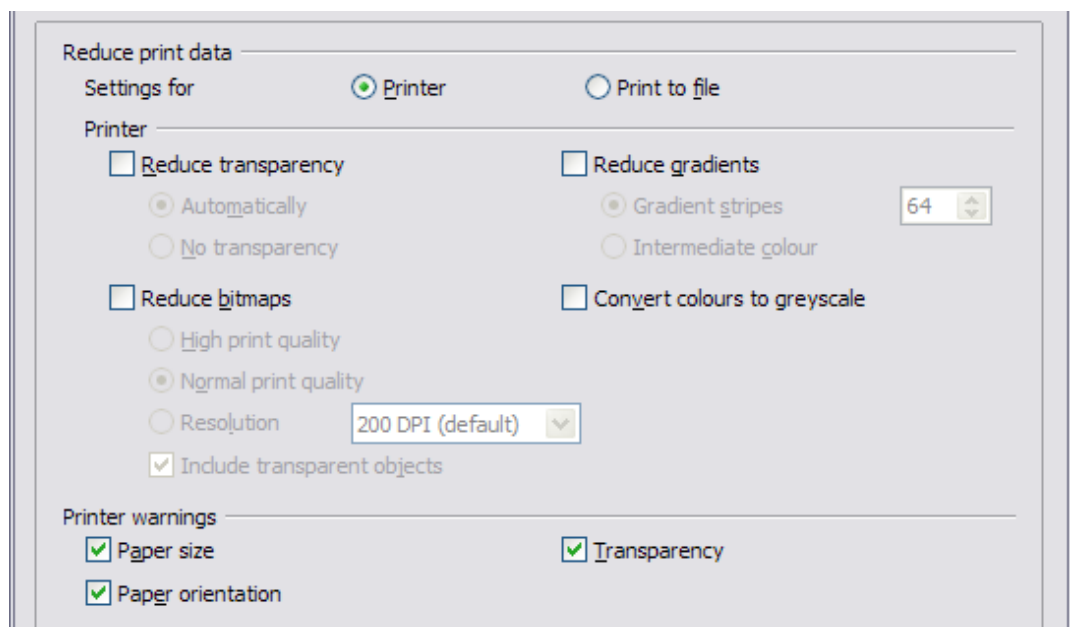 Reduce print data
Settings for Printer Print to file
Printer
Reduce transparency Reduce gradients
Automatically Gradient stripes 64
No transparency Intermediate colour
Reduce bitmaps Convert colours to greyscale
High print quality
Normal print quality
Resolution 200 DPI (default)
Include transparent objects
Printer warnings
Paper size Transparency
Paper orientation